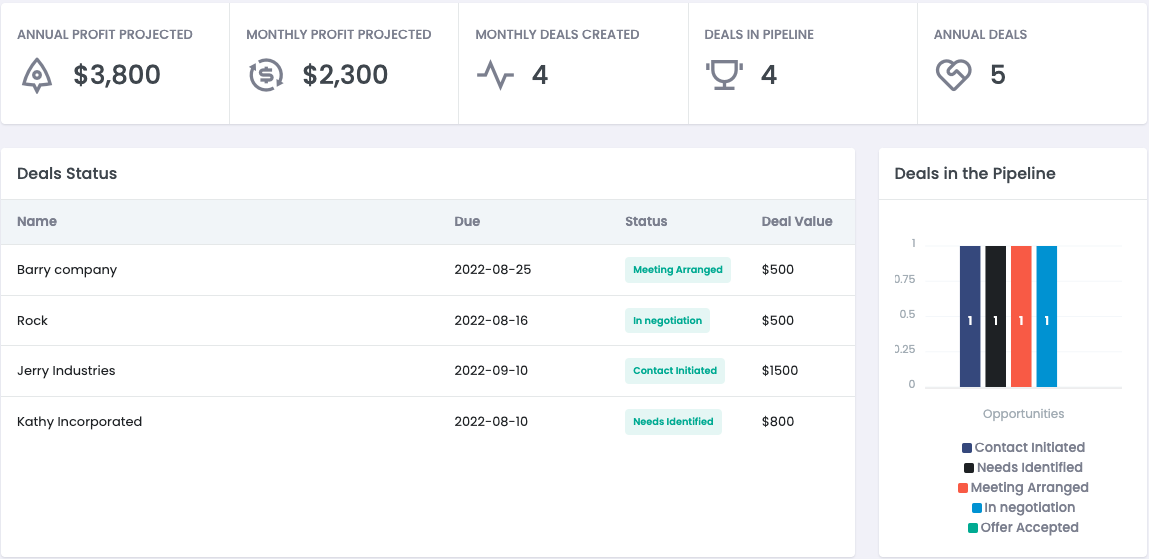 ANNUAL PROFIT PROJECTED
$3,800
MONTHLY PROFIT PROJECTED
$2,300
MONTHLY DEALS CREATED
4
DEALS IN PIPELINE
4
ANNUAL DEALS
5
Deals Status
Name Due Status Deal Value
Barry company 2022-08-25 Meeting Arranged $500
Rock 2022-08-16 In negotiation $500
Jerry Industries 2022-09-10 Contact Initiated $1500
Kathy Incorporated 2022-08-10 Needs Identified $800
Deals in the Pipeline
1
0.75
0.5
0.25
0
1 1 1 1
Opportunities
Contact Initiated
Needs Identified
Meeting Arranged
In negotiation
Offer Accepted